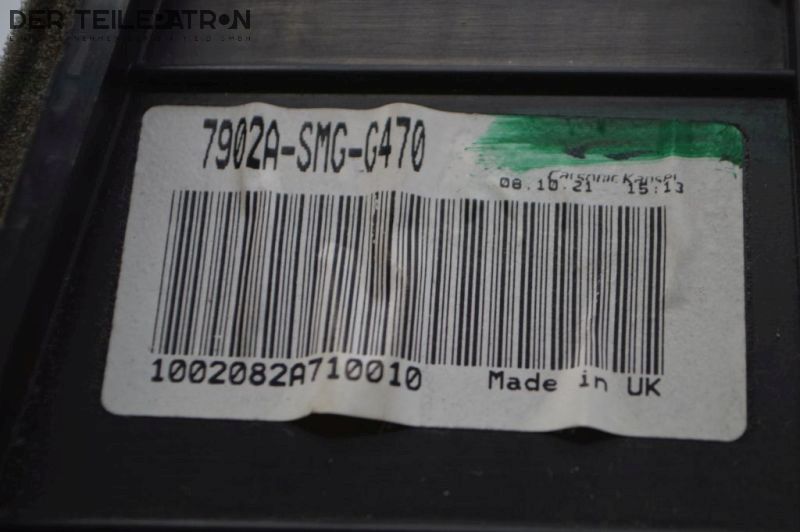 DER TEILEPATRON
7902A-SMG-G470
Calsonic Kansei
08.10.21 15:13
1002082A710010 Made in UK